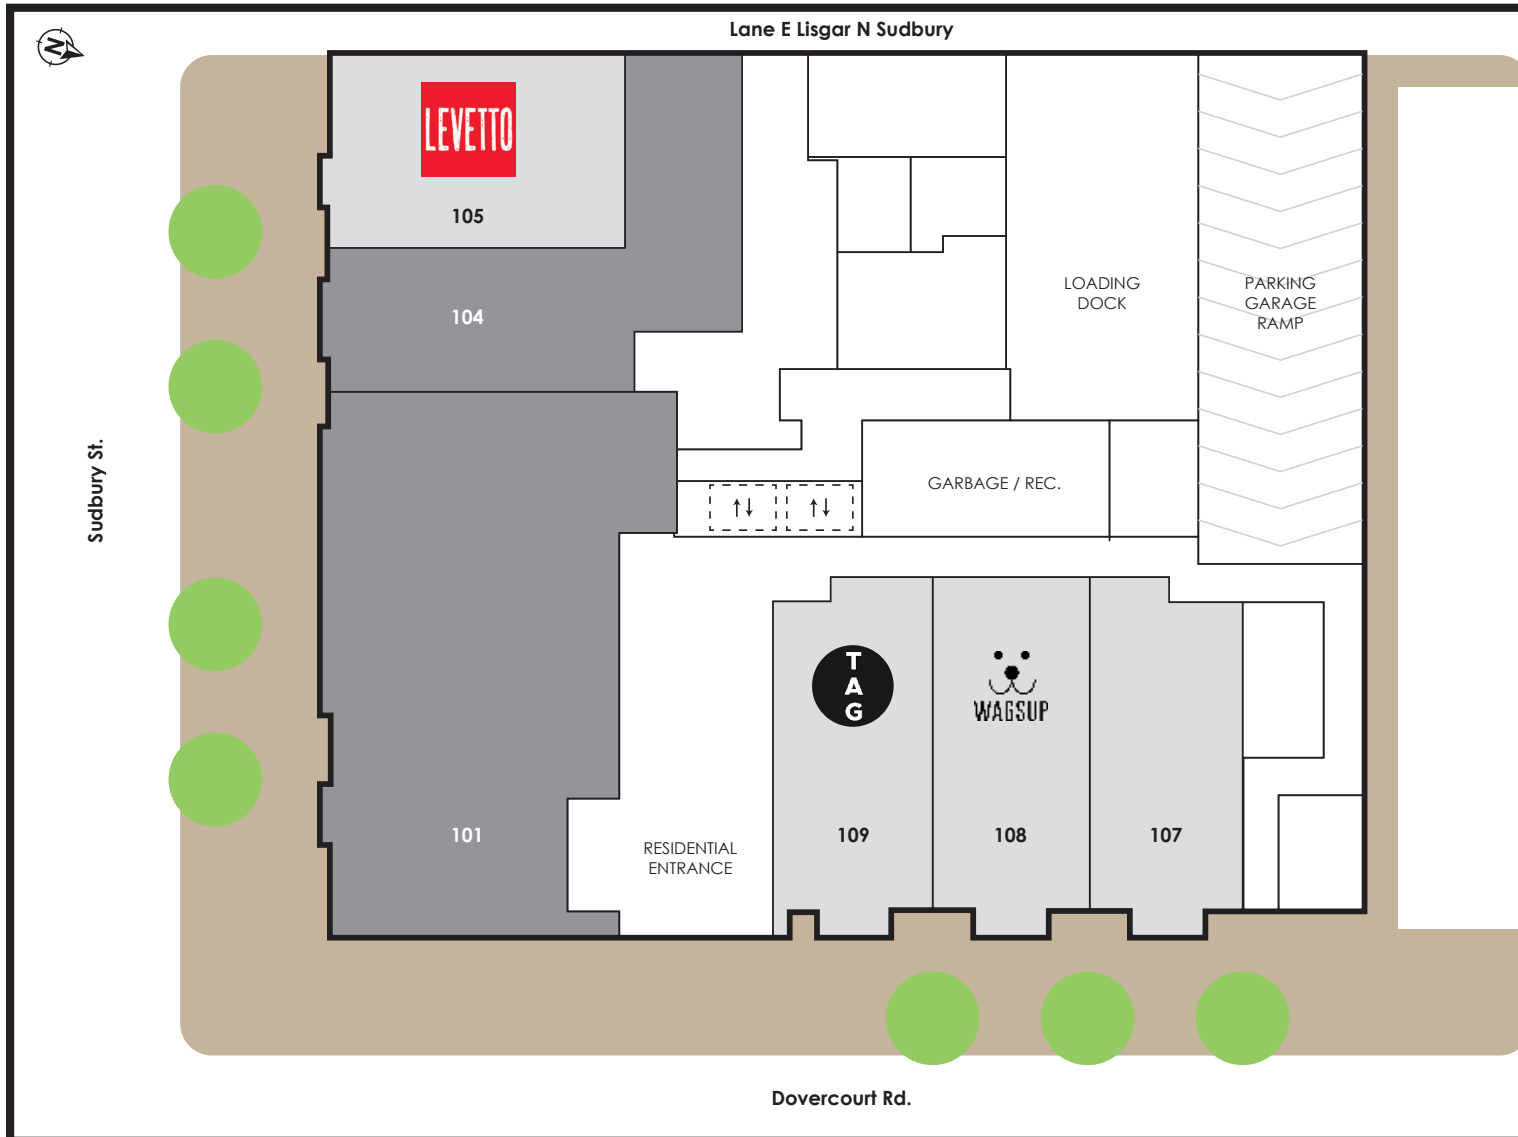 Lane E Lisgar N Sudbury
N
LEVETTO
105
104
LOADING
DOCK
PARKING
GARAGE
RAMP
Sudbury St.
GARBAGE / REC.
T
A
G
WAGSUP
101
RESIDENTIAL
ENTRANCE
109
108
107
Dovercourt Rd.